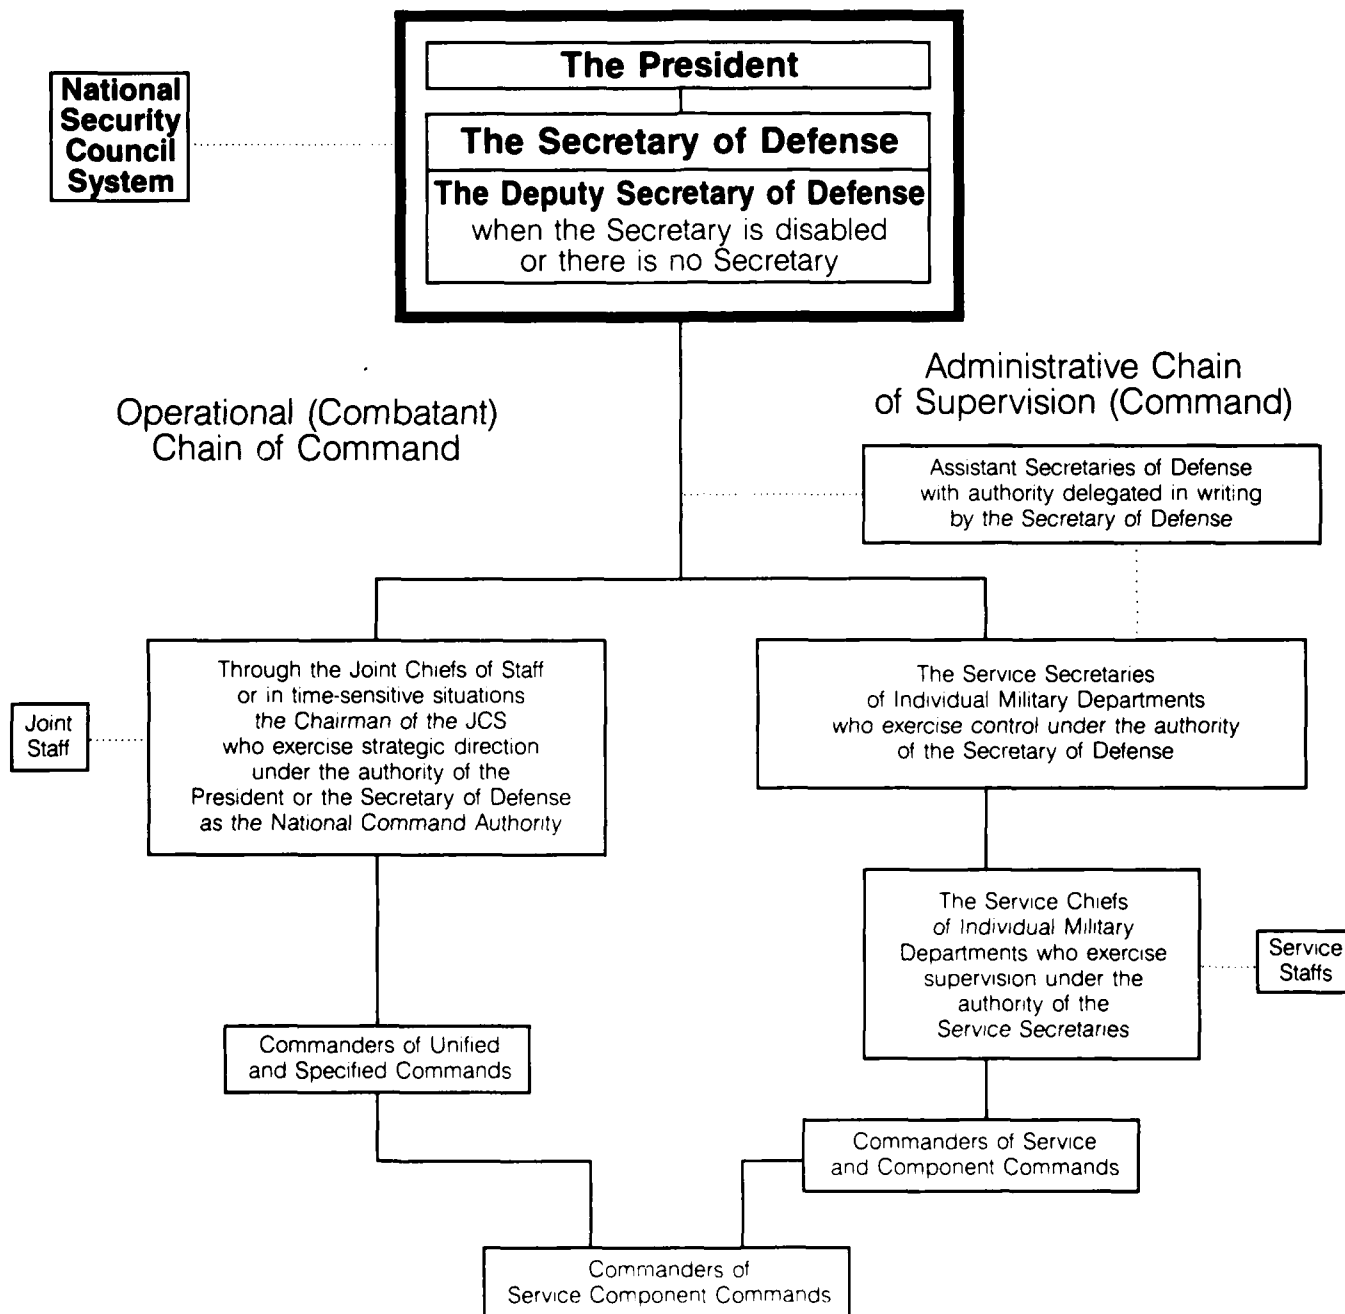 The President
National
Security
Council
System
The Secretary of Defense
The Deputy Secretary of Defense
when the Secretary is disabled
or there is no Secretary
Operational (Combatant)
Chain of Command
Administrative Chain
of Supervision (Command)
Assistant Secretaries of Defense
with authority delegated in writing
by the Secretary of Defense
Joint
Staff
Through the Joint Chiefs of Staff
or in time-sensitive situations
the Chairman of the JCS
who exercise strategic direction
under the authority of the
President or the Secretary of Defense
as the National Command Authority
The Service Secretaries
of Individual Military Departments
who exercise control under the authority
of the Secretary of Defense
The Service Chiefs
of Individual Military
Departments who exercise
supervision under the
authority of the
Service Secretaries
Service
Staffs
Commanders of Unified
and Specified Commands
Commanders of Service
and Component Commands
Commanders of
Service Component Commands